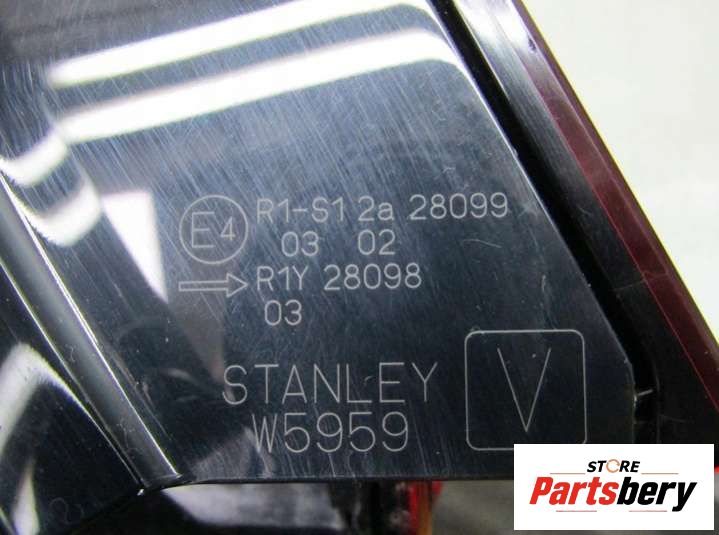 E4 R1-S1 2a 28099
03 02
R1Y 28098
03
STANLEY
W5959
V
STORE
Partsbery